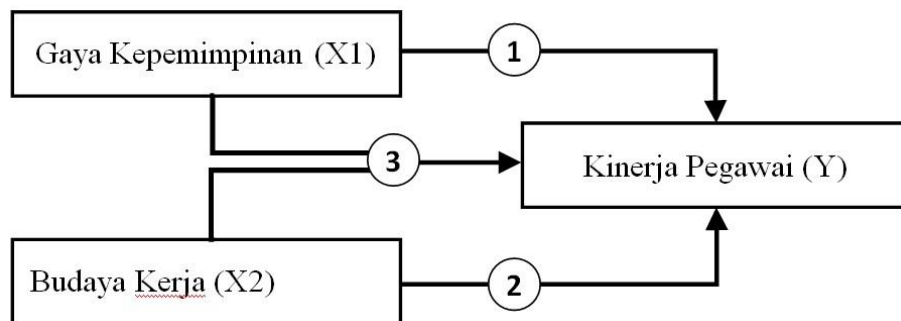 Gaya Kepemimpinan (X1)
1
3
Kinerja Pegawai (Y)
Budaya Kerja (X2)
2